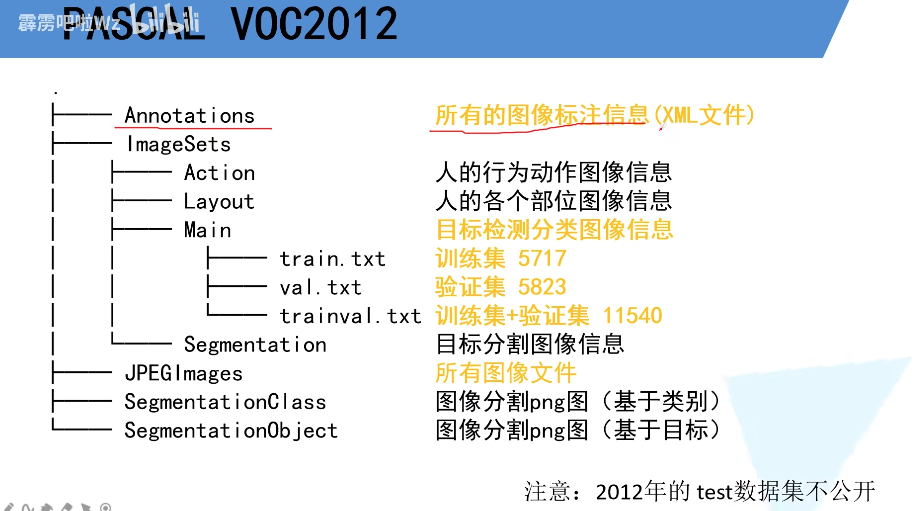 霹雳吧啦Wz bilibili
PASCAL VOC2012
.
├── Annotations 所有的图像标注信息(XML文件)
├── ImageSets
│ ├── Action 人的行为动作图像信息
│ ├── Layout 人的各个部位图像信息
│ ├── Main 目标检测分类图像信息
│ │ ├── train.txt 训练集 5717
│ │ ├── val.txt 验证集 5823
│ │ └── trainval.txt 训练集+验证集 11540
│ └── Segmentation 目标分割图像信息
├── JPEGImages 所有图像文件
├── SegmentationClass 图像分割png图（基于类别）
└── SegmentationObject 图像分割png图（基于目标）
注意：2012年的 test数据集不公开